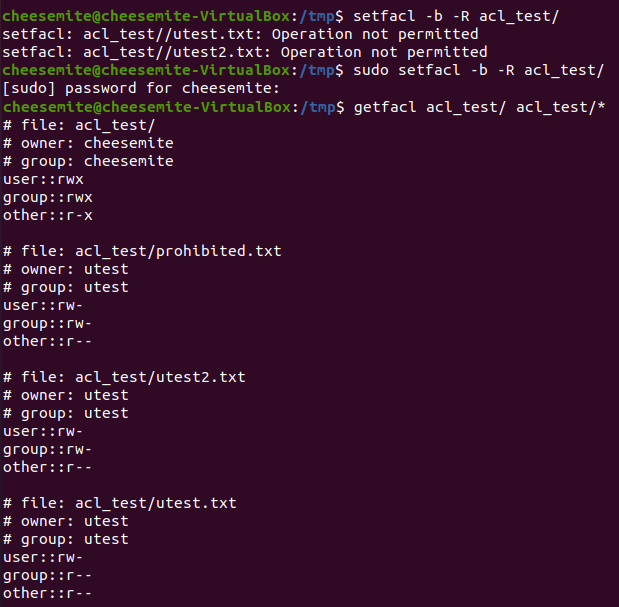 cheesemite@cheesemite-VirtualBox:/tmp$ setfacl -b -R acl_test/
setfacl: acl_test//utest.txt: Operation not permitted
setfacl: acl_test//utest2.txt: Operation not permitted
cheesemite@cheesemite-VirtualBox:/tmp$ sudo setfacl -b -R acl_test/
[sudo] password for cheesemite:
cheesemite@cheesemite-VirtualBox:/tmp$ getfacl acl_test/ acl_test/*
# file: acl_test/
# owner: cheesemite
# group: cheesemite
user::rwx
group::rwx
other::r-x

# file: acl_test/prohibited.txt
# owner: utest
# group: utest
user::rw-
group::rw-
other::r--

# file: acl_test/utest2.txt
# owner: utest
# group: utest
user::rw-
group::rw-
other::r--

# file: acl_test/utest.txt
# owner: utest
# group: utest
user::rw-
group::r--
other::r--